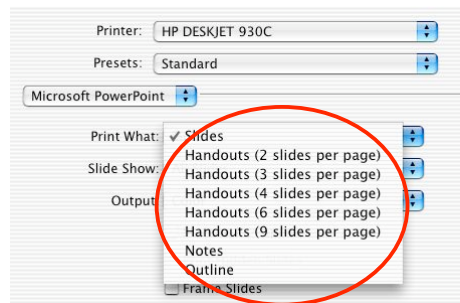 Printer: HP DESKJET 930C
Presets: Standard
Microsoft PowerPoint
Print What: ✓ Slides
Handouts (2 slides per page)
Slide Show: Handouts (3 slides per page)
Handouts (4 slides per page)
Output Handouts (6 slides per page)
Handouts (9 slides per page)
Notes
Outline
Frame Slides